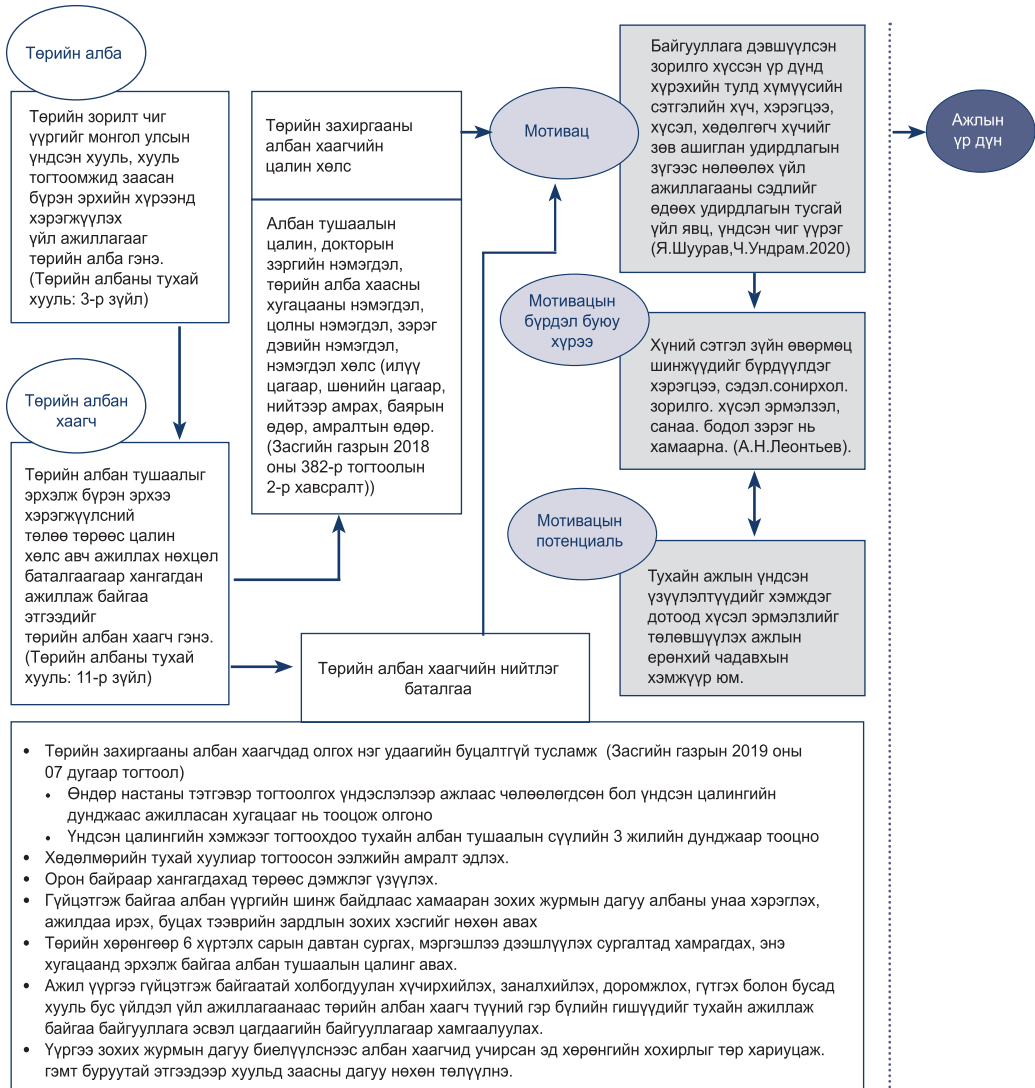 Төрийн алба
Төрийн зорилт чиг
үүргийг монгол улсын
үндсэн хууль, хууль
тогтоомжид заасан
бүрэн эрхийн хүрээнд
хэрэгжүүлэх
үйл ажиллагааг
төрийн алба гэнэ.
(Төрийн албаны тухай
хууль: 3-р зүйл)
Төрийн албан
хаагч
Төрийн албан тушаалыг
эрхэлж бүрэн эрхээ
хэрэгжүүлсний
төлөө төрөөс цалин
хөлс авч ажиллах нөхцөл
баталгаагаар хангагдан
ажиллаж байгаа
этгээдийг
төрийн албан хаагч гэнэ.
(Төрийн албаны тухай
хууль: 11-р зүйл)
Төрийн захиргааны
албан хаагчийн
цалин хөлс
Албан тушаалын
цалин, докторын
зэргийн нэмэгдэл,
төрийн алба хаасны
хугацааны нэмэгдэл,
цолны нэмэгдэл, зэрэг
дэвийн нэмэгдэл,
нэмэгдэл хөлс (илүү
цагаар, шөнийн цагаар,
нийтээр амрах, баярын
өдөр, амралтын өдөр.
(Засгийн газрын 2018
оны 382-р тогтоолын
2-р хавсралт))
Төрийн албан хаагчийн нийтлэг
баталгаа
Мотивац
Байгууллага дэвшүүлсэн
зорилго хүссэн үр дүнд
хүрэхийн тулд хүмүүсийн
сэтгэлийн хүч, хэрэгцээ,
хүсэл, хөдөлгөгч хүчийг
зөв ашиглан удирдлагын
зүгээс нөлөөлөх үйл
ажиллагааны сэдлийг
өдөөх удирдлагын тусгай
үйл явц, үндсэн чиг үүрэг
(Я.Шуурав,Ч.Ундрам.2020)
Мотивацын
бүрдэл буюу
хүрээ
Хүний сэтгэл зүйн өвөрмөц
шинжүүдийг бүрдүүлдэг
хэрэгцээ, сэдэл.сонирхол.
зорилго. хүсэл эрмэлзэл,
санаа. бодол зэрэг нь
хамаарна. (А.Н.Леонтьев).
Мотивацын
потенциаль
Тухайн ажлын үндсэн
үзүүлэлтүүдийг хэмждэг
дотоод хүсэл эрмэлзлийг
төлөвшүүлэх ажлын
ерөнхий чадавхын
хэмжүүр юм.
Ажлын
үр дүн
• Төрийн захиргааны албан хаагчдад олгох нэг удаагийн буцалтгүй тусламж (Засгийн газрын 2019 оны
07 дугаар тогтоол)
• Өндөр настаны тэтгэвэр тогтоолгох үндэслэлээр ажлаас чөлөөлөгдсөн бол үндсэн цалингийн
дунджаас ажилласан хугацааг нь тооцож олгоно
• Үндсэн цалингийн хэмжээг тогтоохдоо тухайн албан тушаалын сүүлийн 3 жилийн дунджаар тооцно
• Хөдөлмөрийн тухай хуулиар тогтоосон ээлжийн амралт эдлэх.
• Орон байраар хангагдахад төрөөс дэмжлэг үзүүлэх.
• Гүйцэтгэж байгаа албан үүргийн шинж байдлаас хамааран зохих журмын дагуу албаны унаа хэрэглэх,
ажилдаа ирэх, буцах тээврийн зардлын зохих хэсгийг нөхөн авах
• Төрийн хөрөнгөөр 6 хүртэлх сарын давтан сургах, мэргэшлээ дээшлүүлэх сургалтад хамрагдах, энэ
хугацаанд эрхэлж байгаа албан тушаалын цалинг авах.
• Ажил үүргээ гүйцэтгэж байгаатай холбогдуулан хүчирхийлэх, заналхийлэх, доромжлох, гүтгэх болон бусад
хууль бус үйлдэл үйл ажиллагаанаас төрийн албан хаагч түүний гэр бүлийн гишүүдийг тухайн ажиллаж
байгаа байгууллага эсвэл цагдаагийн байгууллагаар хамгаалуулах.
• Үүргээ зохих журмын дагуу биелүүлснээс албан хаагчид учирсан эд хөрөнгийн хохирлыг төр хариуцаж.
гэмт буруутай этгээдээр хуульд заасны дагуу нөхөн төлүүлнэ.